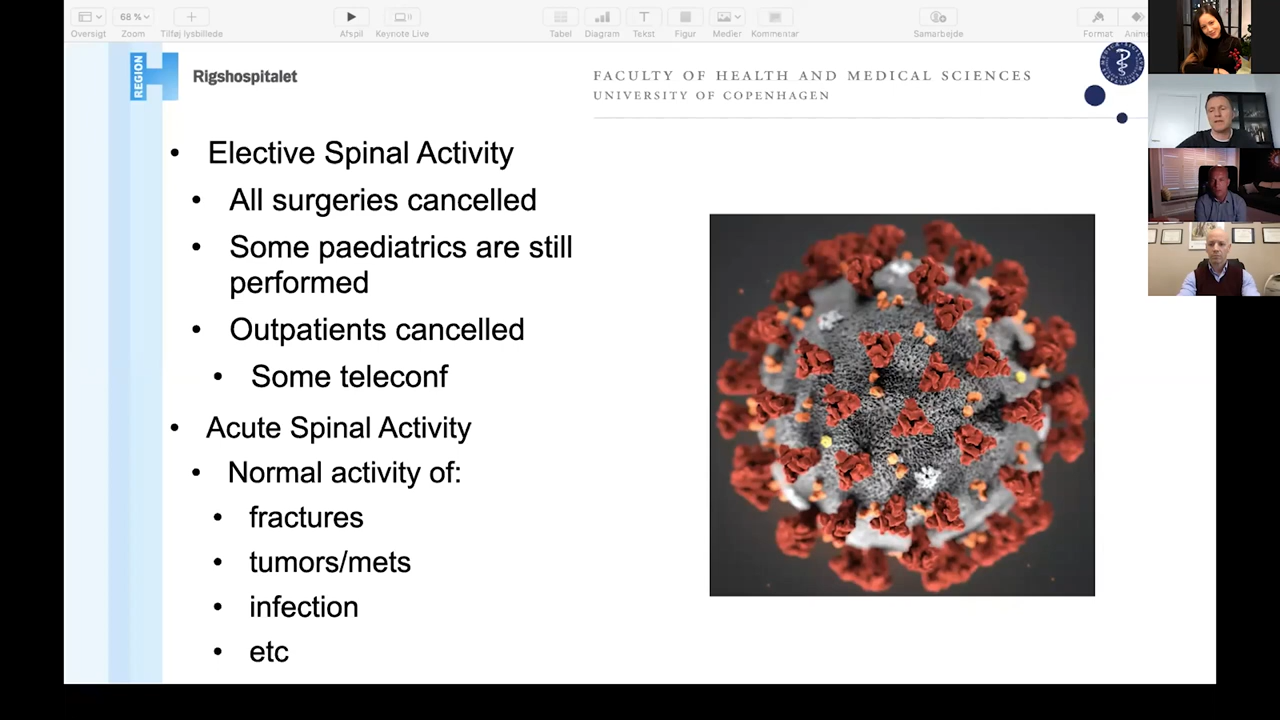 68 %
Oversigt
Zoom
Tilføj lysbillede
Afspil
Keynote Live
Tabel
Diagram
Tekst
Figur
Medier
Kommentar
Samarbejde
Format
Anime
REGION
Rigshospitalet
FACULTY OF HEALTH AND MEDICAL SCIENCES
UNIVERSITY OF COPENHAGEN
• Elective Spinal Activity
• All surgeries cancelled
• Some paediatrics are still
performed
• Outpatients cancelled
• Some teleconf
• Acute Spinal Activity
• Normal activity of:
• fractures
• tumors/mets
• infection
• etc